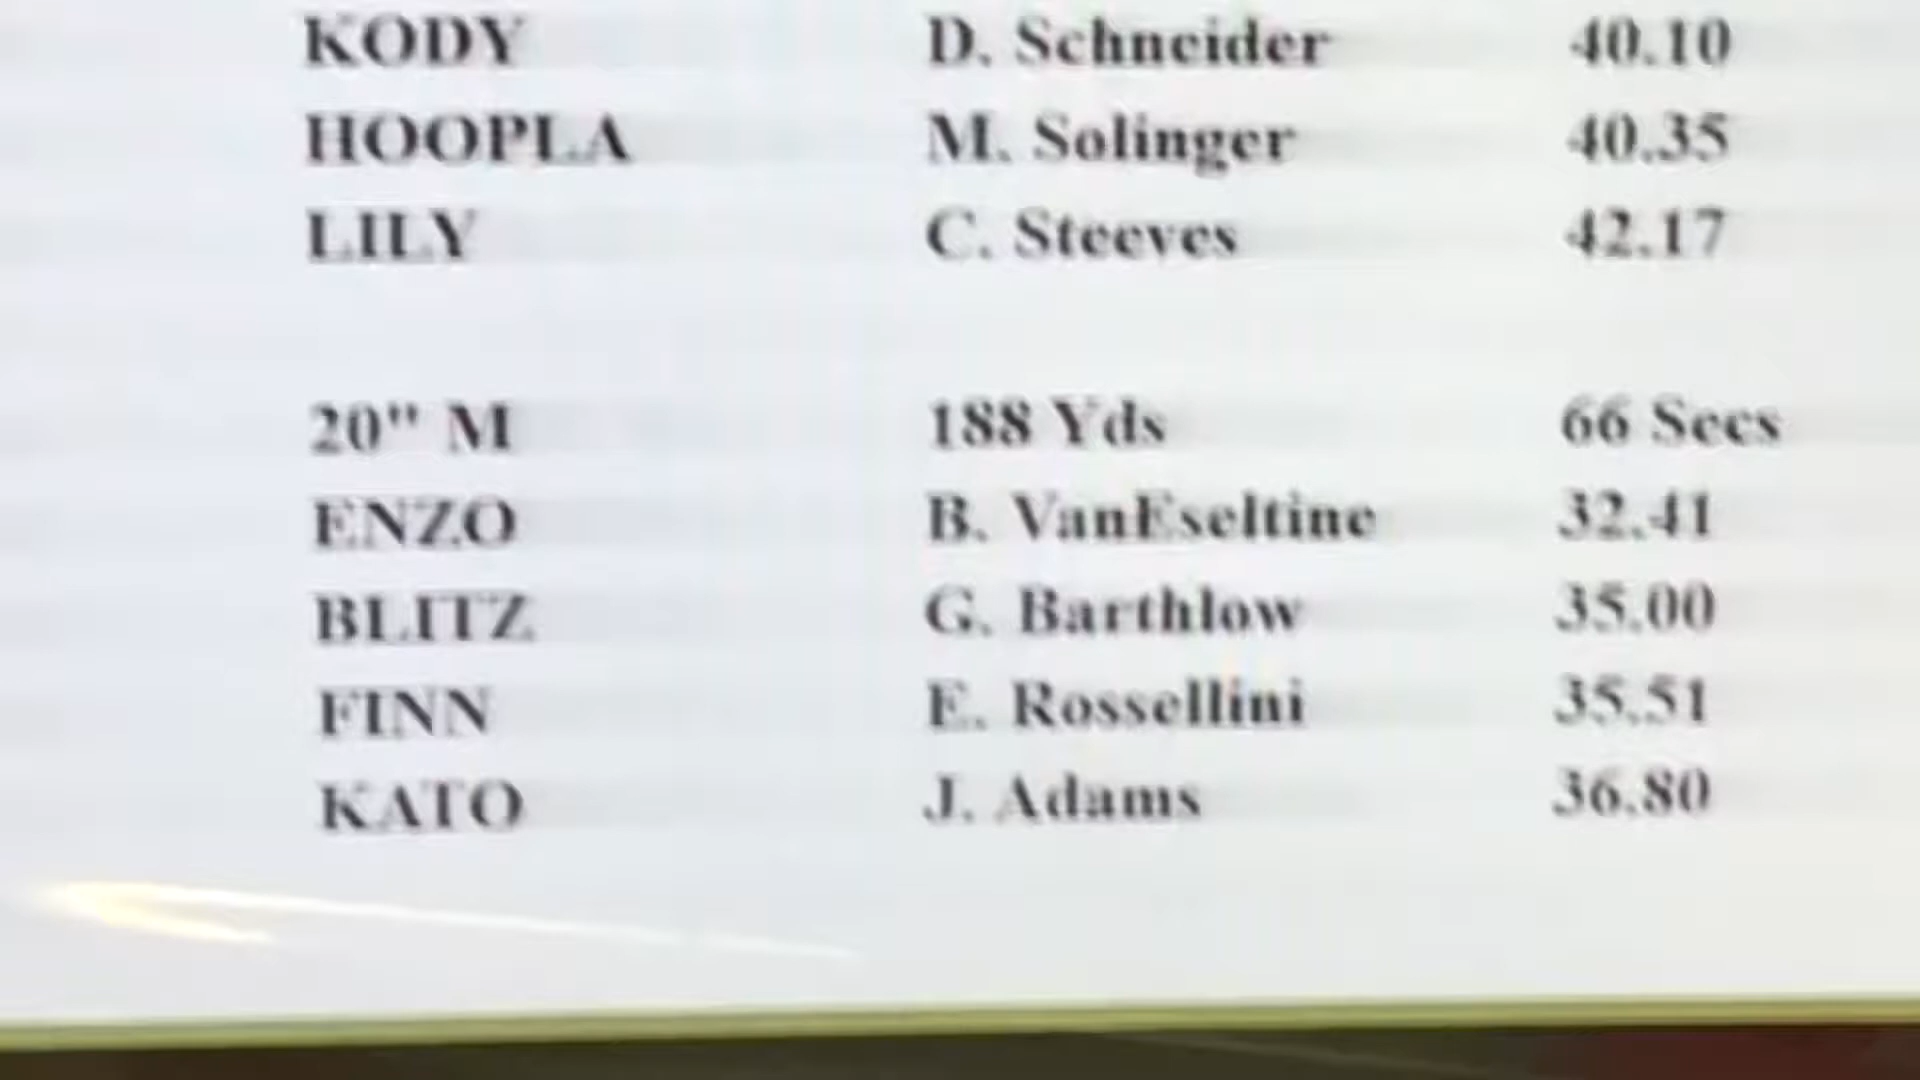 KODY D. Schneider 40.10
HOOPLA M. Solinger 40.35
LILY C. Steeves 42.17
20" M 188 Yds 66 Secs
ENZO B. VanEseltine 32.41
BLITZ G. Barthlow 35.00
FINN E. Rossellini 35.51
KATO J. Adams 36.80